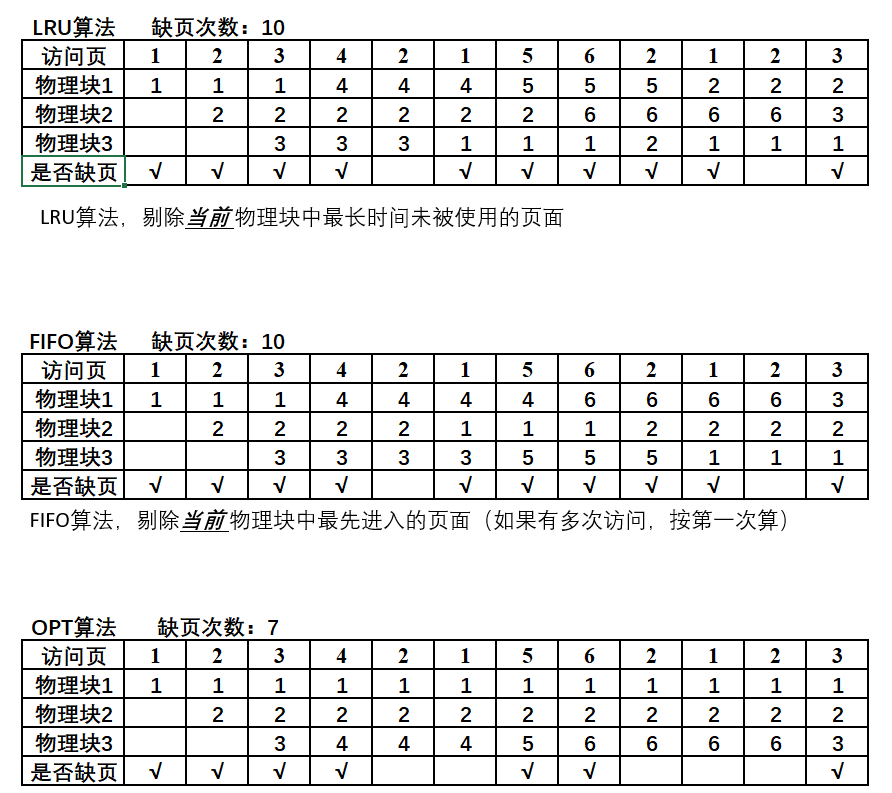 LRU算法 缺页次数：10
访问页 1 2 3 4 2 1 5 6 2 1 2 3
物理块1 1 1 1 4 4 4 5 5 5 2 2 2
物理块2 2 2 2 2 2 2 6 6 6 6 3
物理块3 3 3 3 1 1 1 2 1 1 1
是否缺页 √ √ √ √ √ √ √ √ √ √
LRU算法，剔除当前物理块中最长时间未被使用的页面
FIFO算法 缺页次数：10
访问页 1 2 3 4 2 1 5 6 2 1 2 3
物理块1 1 1 1 4 4 4 4 6 6 6 6 3
物理块2 2 2 2 2 1 1 1 2 2 2 2
物理块3 3 3 3 3 5 5 5 1 1 1
是否缺页 √ √ √ √ √ √ √ √ √ √
FIFO算法，剔除当前物理块中最先进入的页面（如果有多次访问，按第一次算）
OPT算法 缺页次数：7
访问页 1 2 3 4 2 1 5 6 2 1 2 3
物理块1 1 1 1 1 1 1 1 1 1 1 1 1
物理块2 2 2 2 2 2 2 2 2 2 2 2
物理块3 3 4 4 4 5 6 6 6 6 3
是否缺页 √ √ √ √ √ √ √